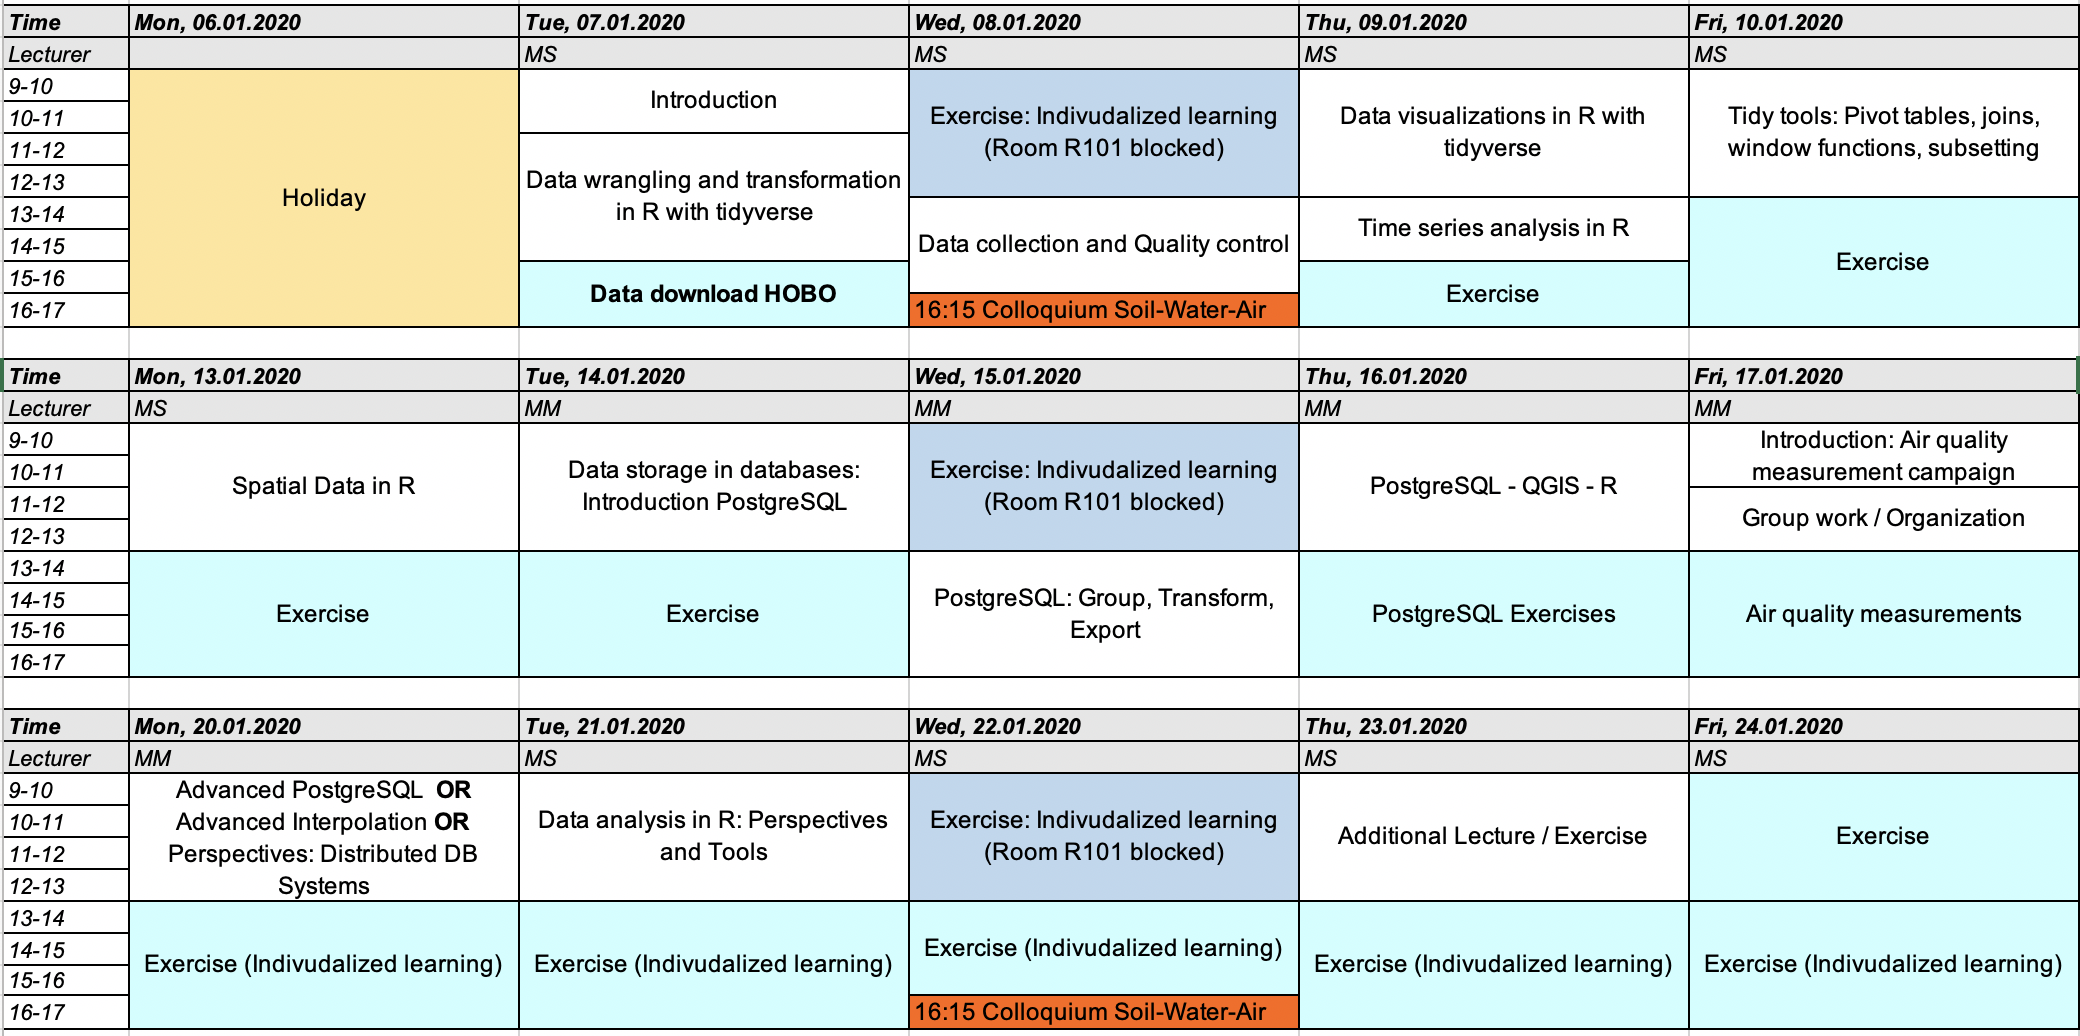 Time Mon, 06.01.2020 Tue, 07.01.2020 Wed, 08.01.2020 Thu, 09.01.2020 Fri, 10.01.2020
Lecturer MS MS MS MS
9-10
10-11
11-12
12-13
13-14
14-15
15-16
16-17
Holiday
Introduction
Data wrangling and transformation
in R with tidyverse
Data download HOBO
Exercise: Indivudalized learning
(Room R101 blocked)
Data collection and Quality control
16:15 Colloquium Soil-Water-Air
Data visualizations in R with
tidyverse
Time series analysis in R
Exercise
Tidy tools: Pivot tables, joins,
window functions, subsetting
Exercise
Time Mon, 13.01.2020 Tue, 14.01.2020 Wed, 15.01.2020 Thu, 16.01.2020 Fri, 17.01.2020
Lecturer MS MM MM MM MM
9-10
10-11
11-12
12-13
13-14
14-15
15-16
16-17
Spatial Data in R
Exercise
Data storage in databases:
Introduction PostgreSQL
Exercise
Exercise: Indivudalized learning
(Room R101 blocked)
PostgreSQL: Group, Transform,
Export
PostgreSQL - QGIS - R
PostgreSQL Exercises
Introduction: Air quality
measurement campaign
Group work / Organization
Air quality measurements
Time Mon, 20.01.2020 Tue, 21.01.2020 Wed, 22.01.2020 Thu, 23.01.2020 Fri, 24.01.2020
Lecturer MM MS MS MS MS
9-10
10-11
11-12
12-13
13-14
14-15
15-16
16-17
Advanced PostgreSQL OR
Advanced Interpolation OR
Perspectives: Distributed DB
Systems
Exercise (Indivudalized learning)
Data analysis in R: Perspectives
and Tools
Exercise (Indivudalized learning)
Exercise: Indivudalized learning
(Room R101 blocked)
Exercise (Indivudalized learning)
16:15 Colloquium Soil-Water-Air
Additional Lecture / Exercise
Exercise (Indivudalized learning)
Exercise
Exercise (Indivudalized learning)